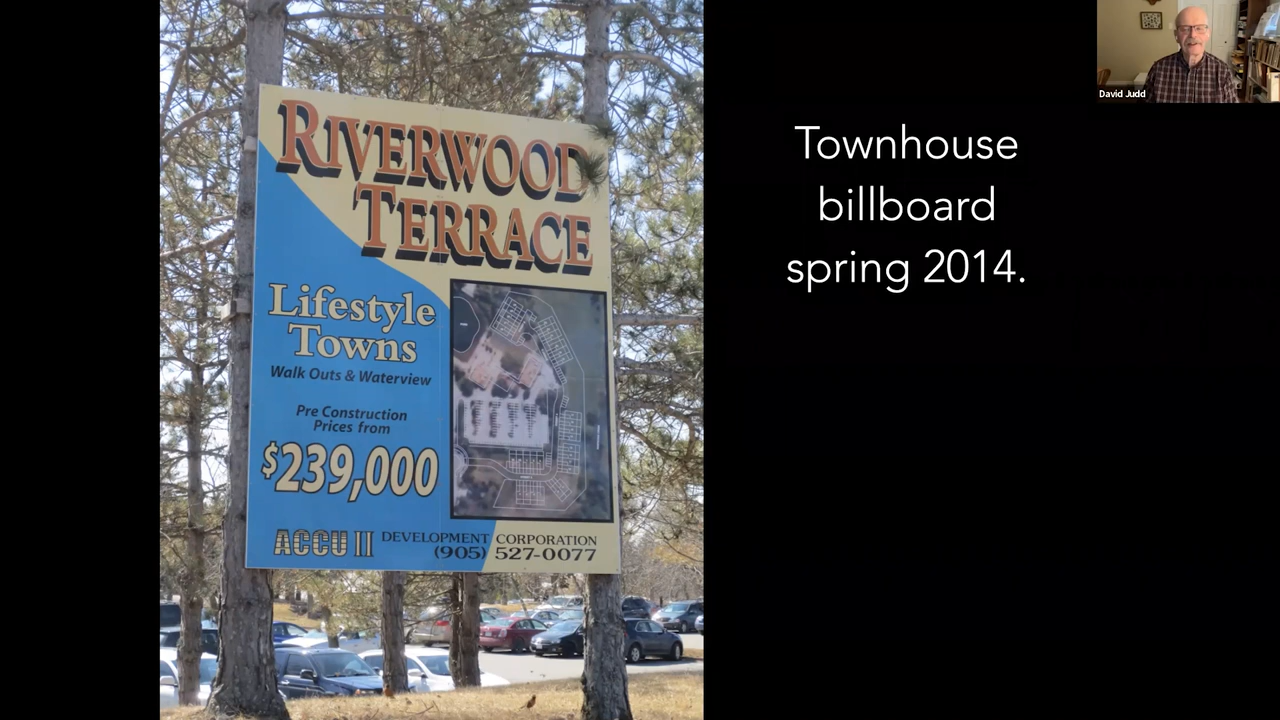 RIVERWOOD
TERRACE
Lifestyle
Towns
Walk Outs & Waterview
Pre Construction
Prices from
$239,000
ACCU II DEVELOPMENT CORPORATION
(905) 527-0077
Townhouse
billboard
spring 2014.
David Judd